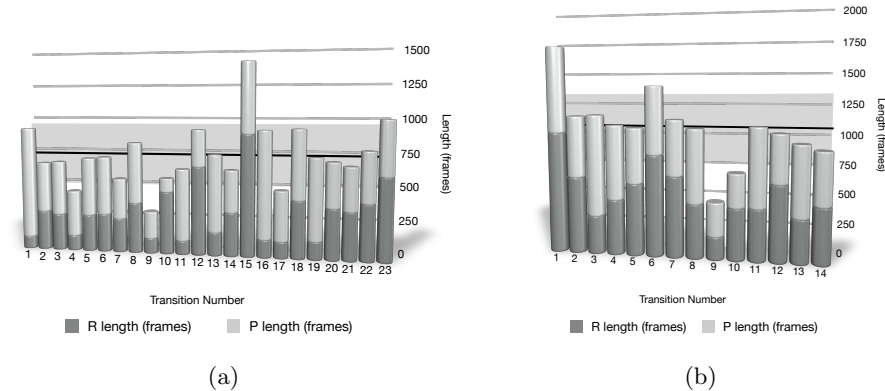 1500
1250
1000
750
500
250
0
Length (frames)
1 2 3 4 5 6 7 8 9 10 11 12 13 14 15 16 17 18 19 20 21 22 23
Transition Number
R length (frames) P length (frames)
(a)
2000
1750
1500
1250
1000
750
500
250
0
Length (frames)
1 2 3 4 5 6 7 8 9 10 11 12 13 14
Transition Number
R length (frames) P length (frames)
(b)